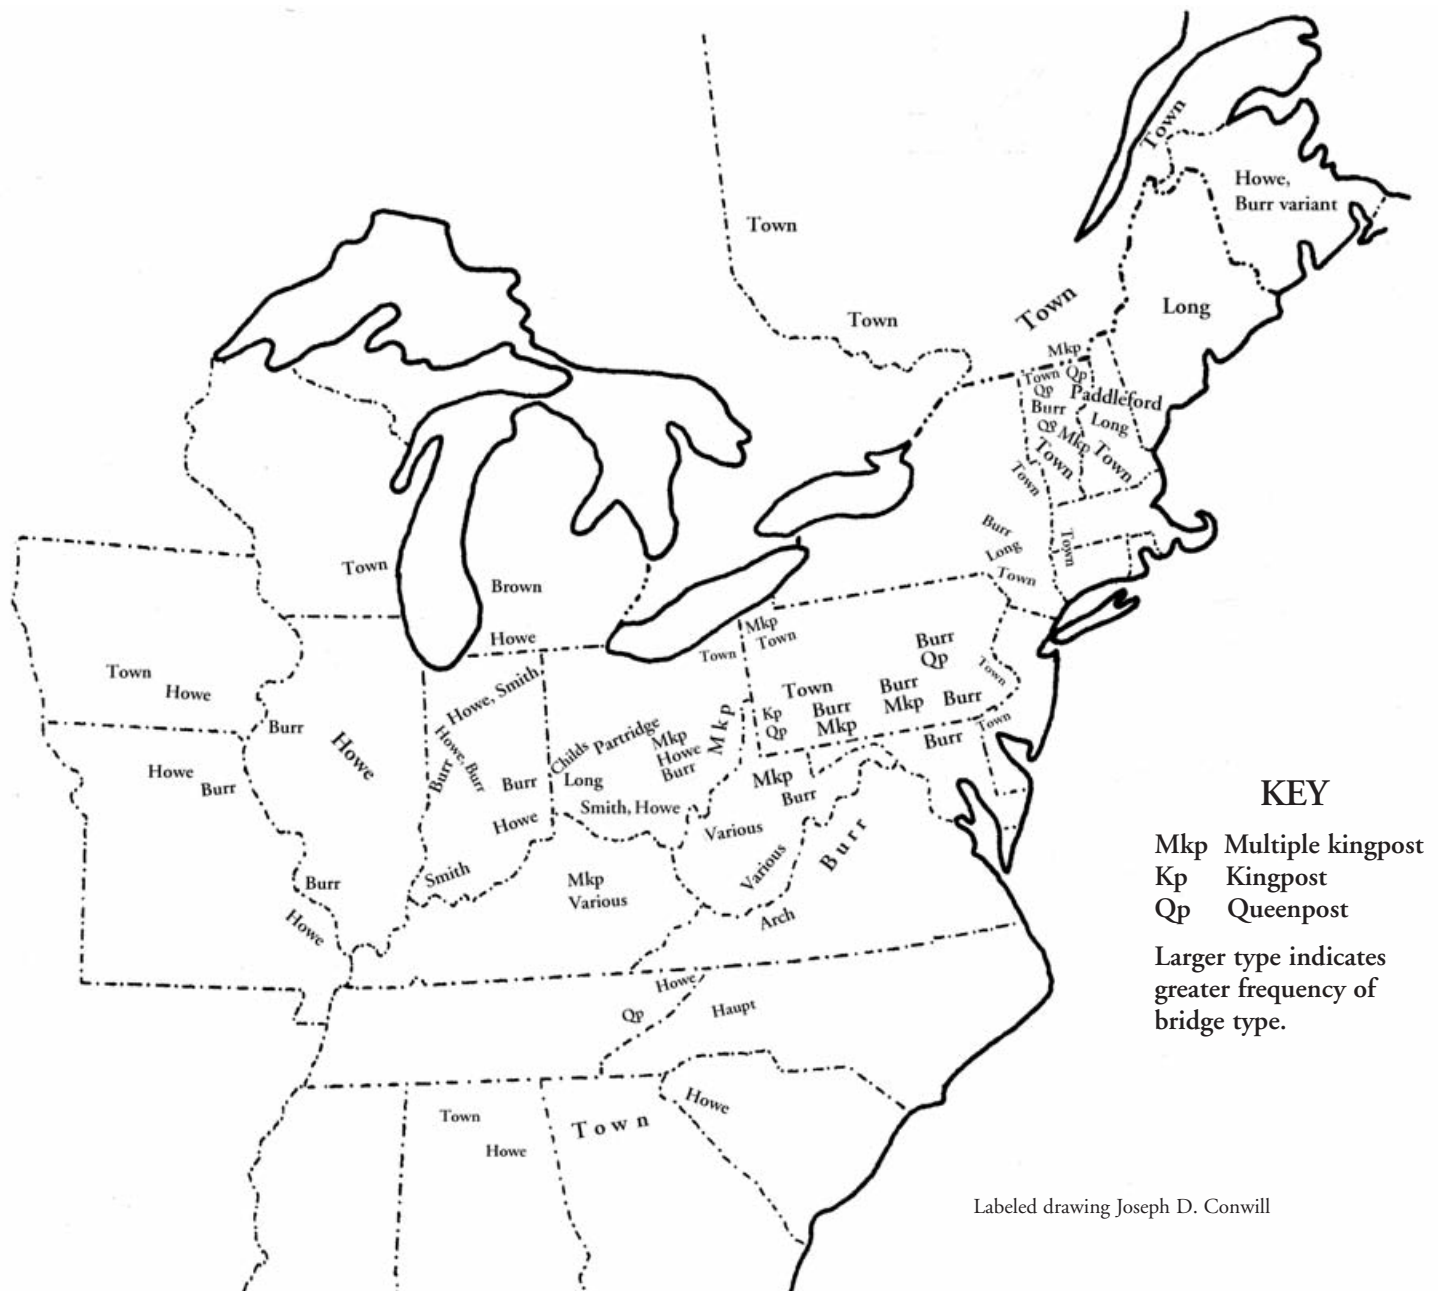 Town
Howe,
Burr variant
Town
Town
Town
Long
Mkp
Town
Qp
Qp
Paddleford
Burr
Long
Qp
Mkp
Town
Town
Town
Burr
Long
Town
Town
Town
Brown
Howe
Mkp
Town
Town
Burr
Qp
Town
Town
Howe
Howe, Smith
Town
Burr
Mkp
Burr
Burr
Mkp
Kp
Qp
Town
Burr
Burr
Howe
Howe, Burr
Burr
Childs
Partridge
Mkp
Howe
Burr
Mkp
Howe
Burr
Burr
Long
Mkp
Burr
Smith, Howe
Howe
Various
Various
Burr
Smith
Burr
Howe
Mkp
Various
Arch
Howe
Qp
Haupt
Howe
Town
Howe
Town
KEY
Mkp Multiple kingpost
Kp Kingpost
Qp Queenpost
Larger type indicates
greater frequency of
bridge type.
Labeled drawing Joseph D. Conwill